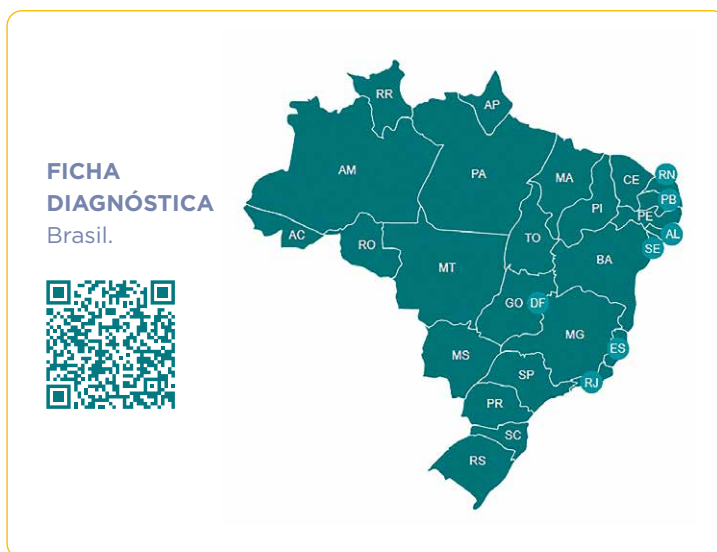 FICHA
DIAGNÓSTICA
Brasil.
RR
AP
AM
PA
MA
CE
RN
PB
PI
PE
AL
AC
RO
TO
SE
MT
BA
GO
DF
MG
MS
ES
SP
RJ
PR
SC
RS